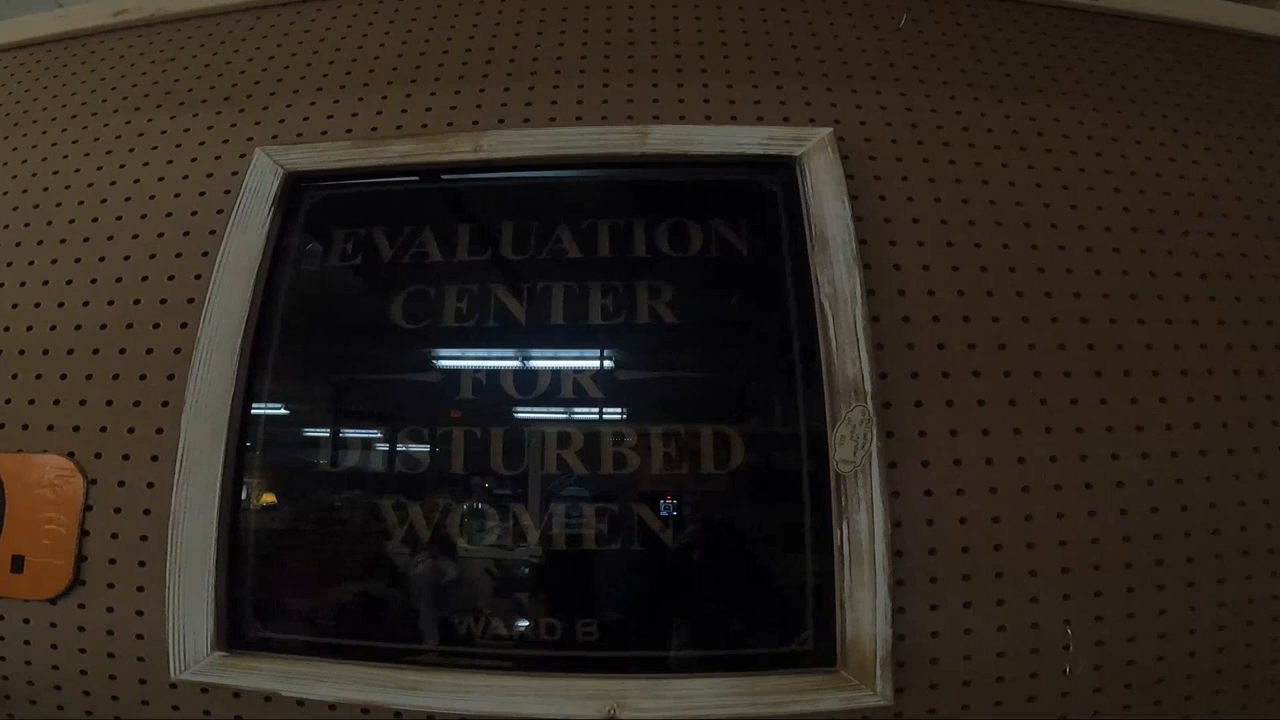 EVALUATION
CENTER
FOR
DISTURBED
WOMEN
WARD B